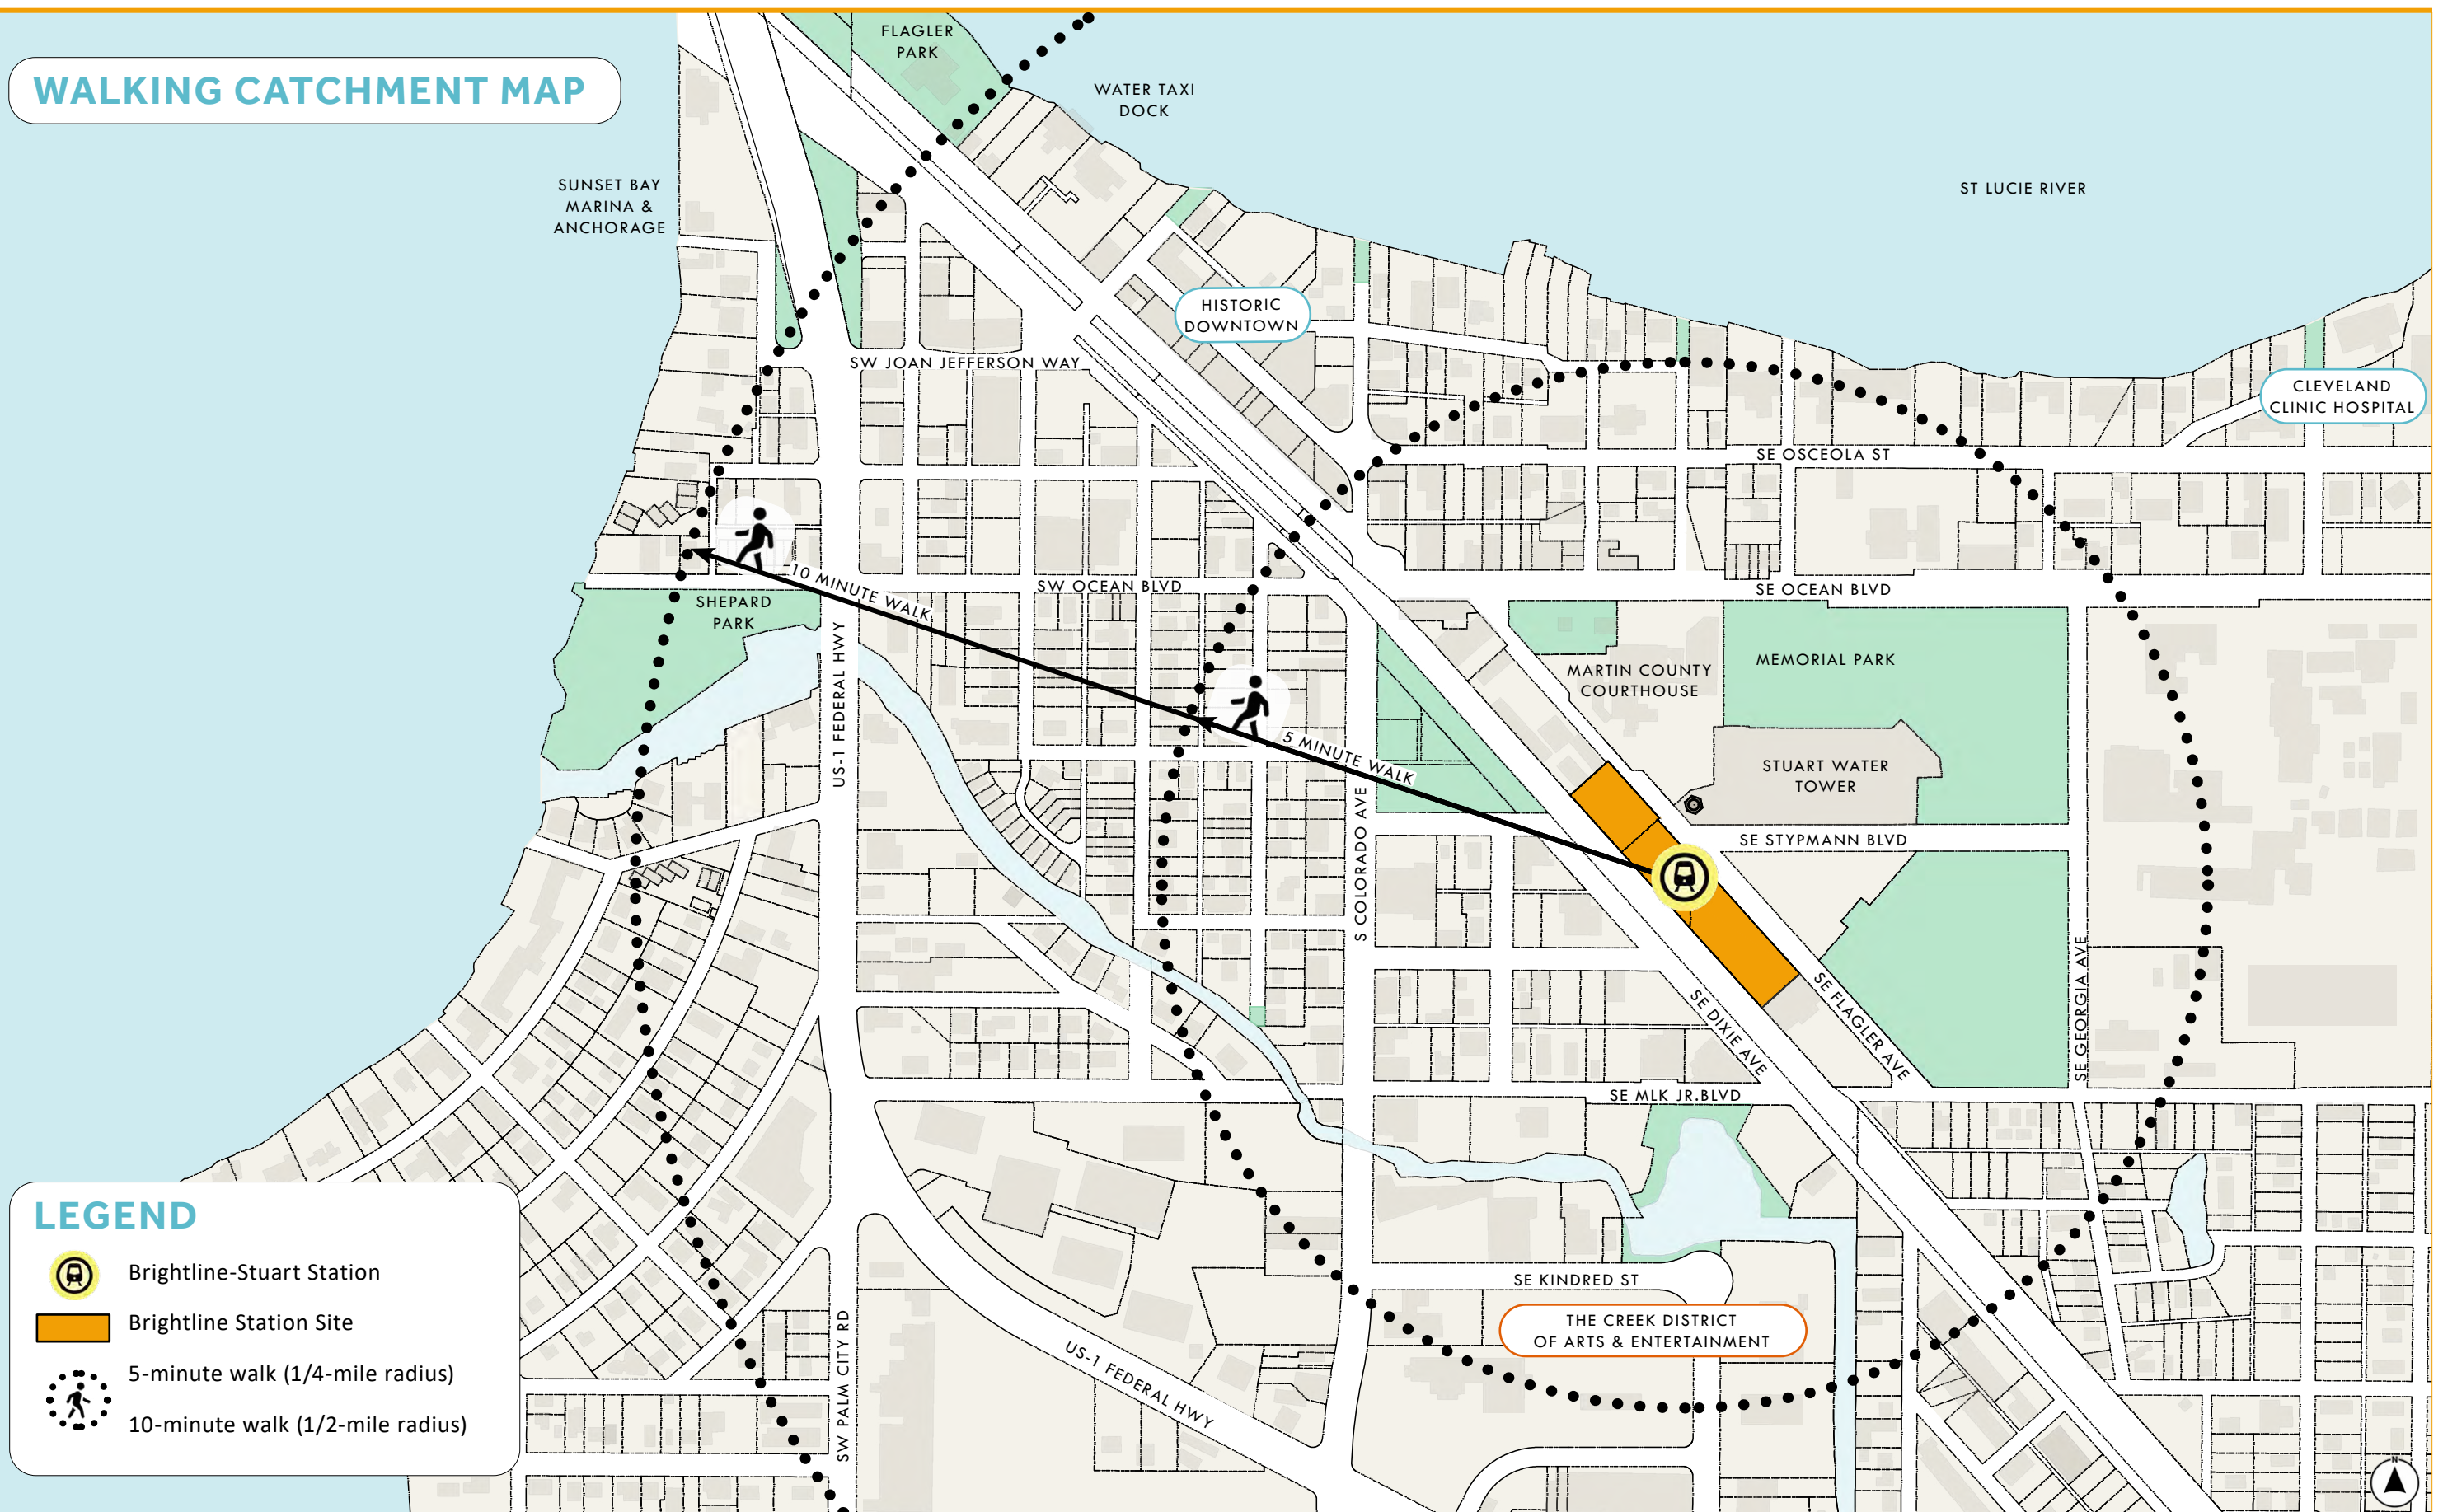 WALKING CATCHMENT MAP
FLAGLER
PARK
WATER TAXI
DOCK
SUNSET BAY
MARINA &
ANCHORAGE
ST LUCIE RIVER
HISTORIC
DOWNTOWN
SW JOAN JEFFERSON WAY
CLEVELAND
CLINIC HOSPITAL
SE OSCEOLA ST
10 MINUTE WALK
SW OCEAN BLVD
SE OCEAN BLVD
SHEPARD
PARK
US-1 FEDERAL HWY
MARTIN COUNTY
COURTHOUSE
MEMORIAL PARK
5 MINUTE WALK
STUART WATER
TOWER
S COLORADO AVE
SE STYPMANN BLVD
SE DIXIE AVE
SE FLAGLER AVE
SE GEORGIA AVE
SE MLK JR.BLVD
SE KINDRED ST
THE CREEK DISTRICT
OF ARTS & ENTERTAINMENT
US-1 FEDERAL HWY
SW PALM CITY RD
LEGEND
Brightline-Stuart Station
Brightline Station Site
5-minute walk (1/4-mile radius)
10-minute walk (1/2-mile radius)
N